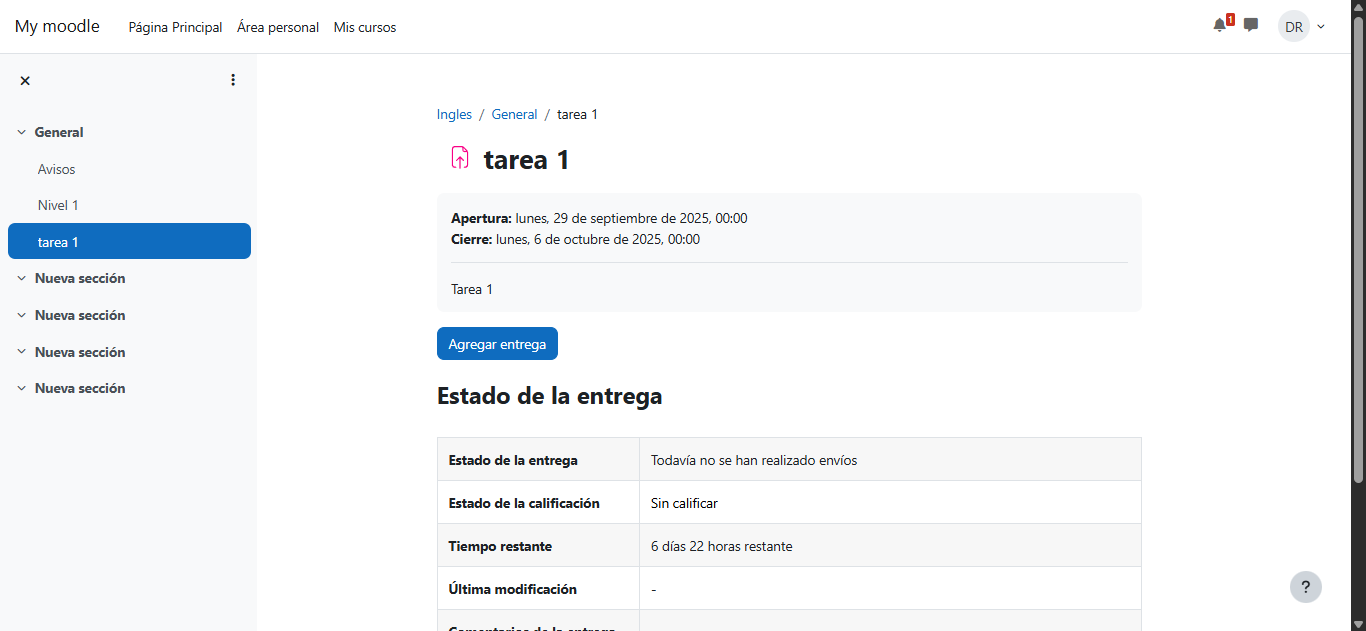 My moodle Página Principal Área personal Mis cursos 1 DR
General
Avisos
Nivel 1
tarea 1
Nueva sección
Nueva sección
Nueva sección
Nueva sección
Ingles / General / tarea 1
tarea 1
Apertura: lunes, 29 de septiembre de 2025, 00:00
Cierre: lunes, 6 de octubre de 2025, 00:00
Tarea 1
Agregar entrega
Estado de la entrega
Estado de la entrega Todavía no se han realizado envíos
Estado de la calificación Sin calificar
Tiempo restante 6 días 22 horas restante
Última modificación -
Comentarios de la entrega
?